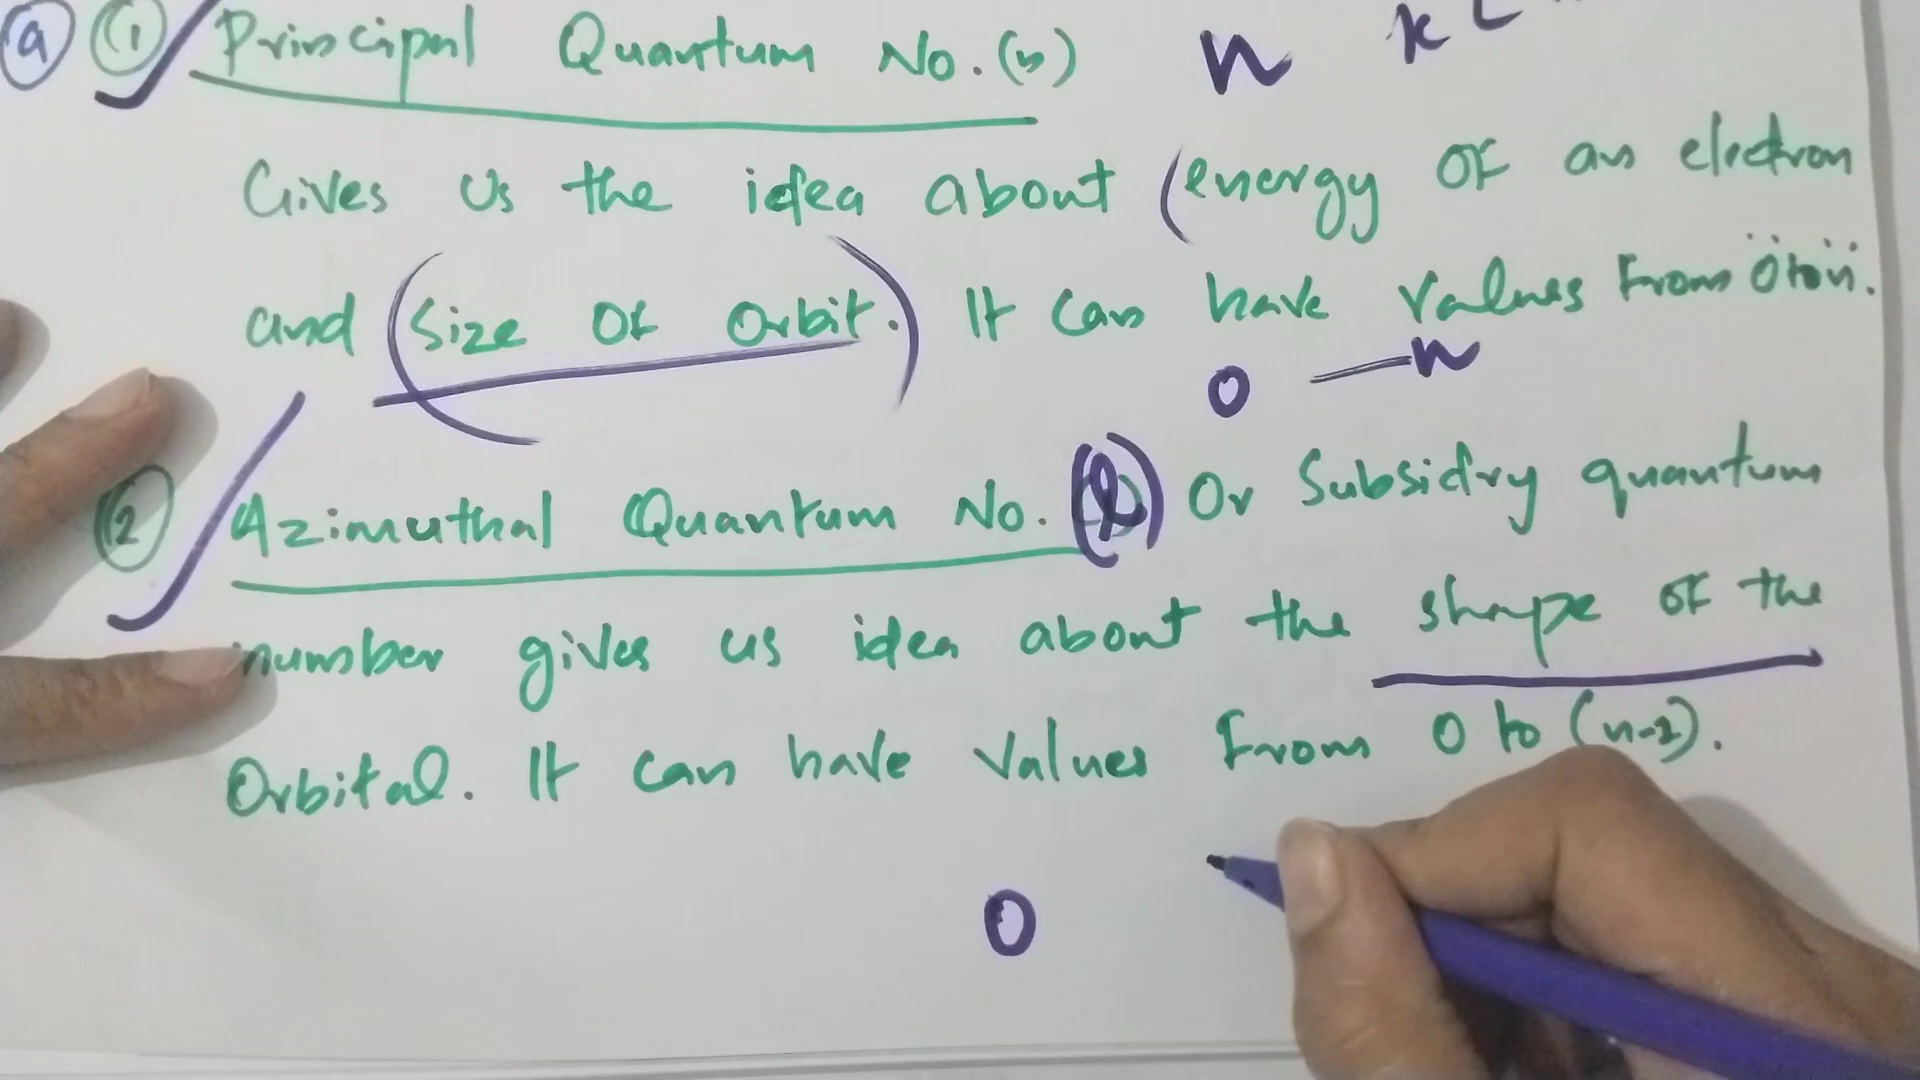 a 1 Principal Quantum No. (n) n K L
Gives us the idea about (energy of an electron
and (size of orbit.) It can have values from 0 to n.
0 — n
2 Azimuthal Quantum No. (l) Or Subsidry quantum
number gives us idea about the shape of the
Orbital. It can have values from 0 to (n-1).
0